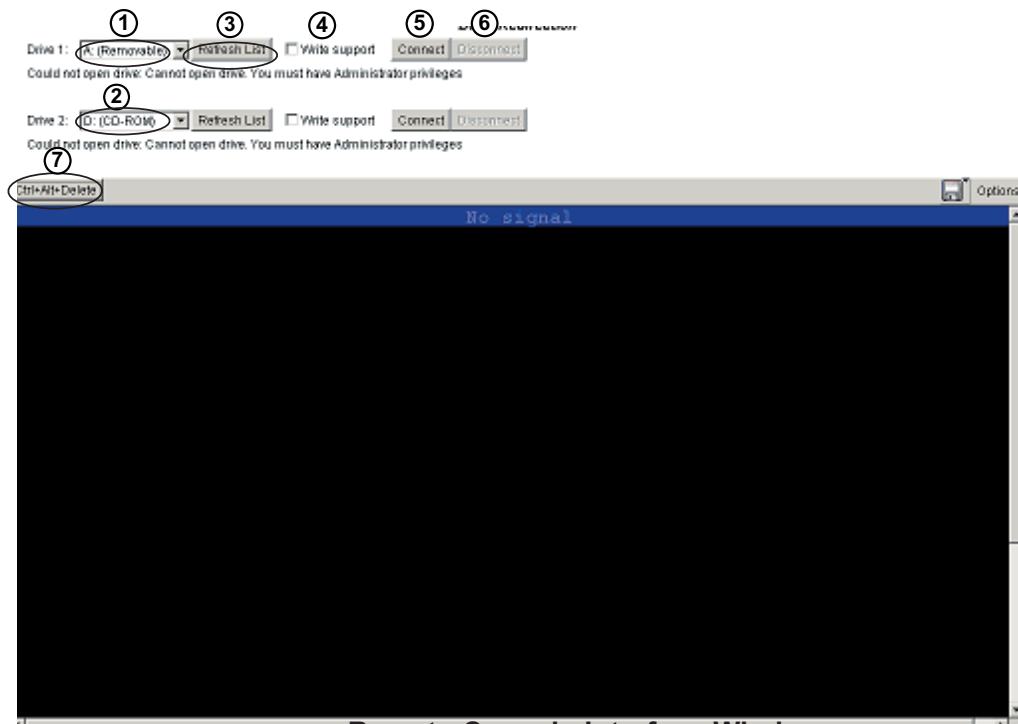 1 3 4 5 6
Drive 1: A: (Removable) Refresh List Write support Connect Disconnect
Could not open drive: Cannot open drive. You must have Administrator privileges
2
Drive 2: D: (CD-ROM) Refresh List Write support Connect Disconnect
Could not open drive: Cannot open drive. You must have Administrator privileges
7
Ctrl+Alt+Delete Options
No signal